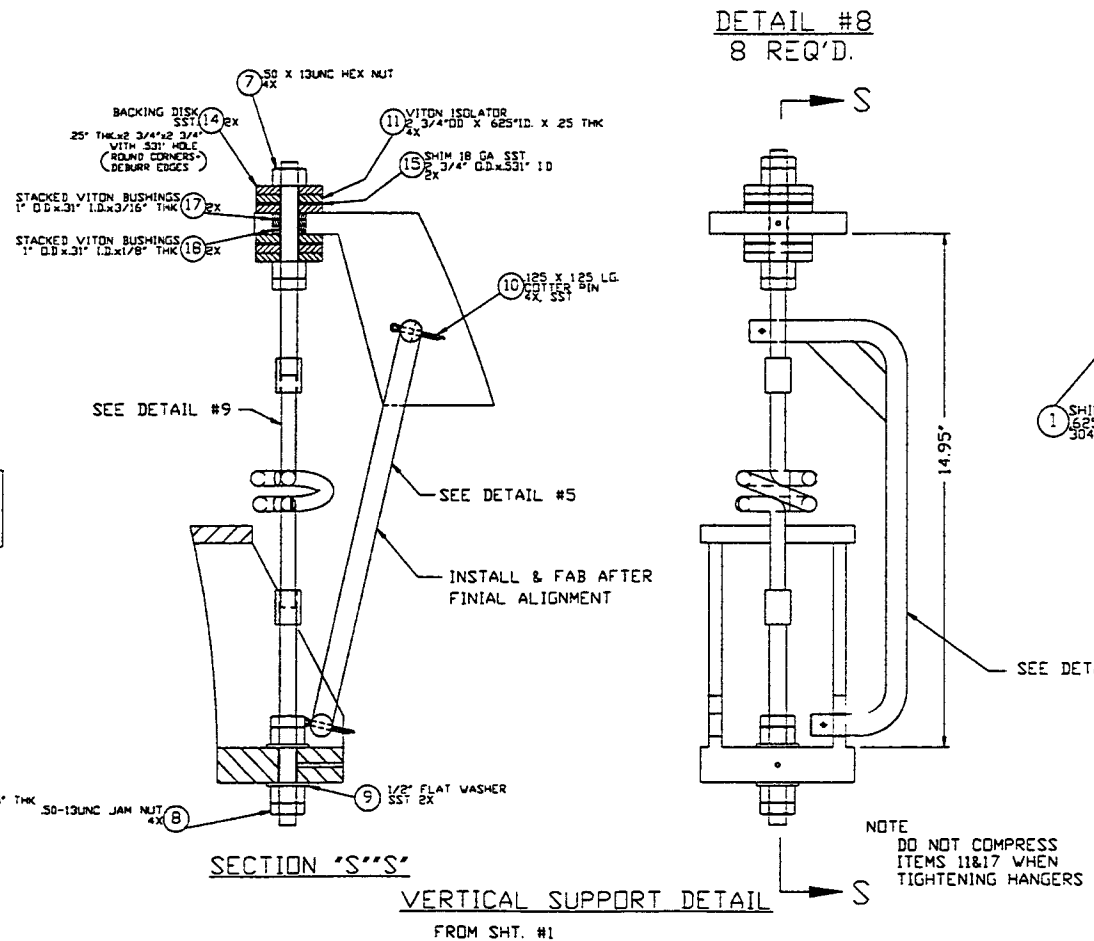 DETAIL #8
8 REQ'D.
S
7
.50 X 13UNC HEX NUT
4X
BACKING DISK
SST
14
2X
.25" THK.x2 3/4"x2 3/4"
WITH .531" HOLE
(ROUND CORNERS-
DEBURR EDGES)
11
VITON ISOLATOR
2 3/4"OD X .625"I.D. X .25 THK
4X
15
SHIM 18 GA SST
2 3/4" O.D.x.531" I.D
2X
STACKED VITON BUSHINGS
1" O.D x.31" I.D.x3/16" THK
17
2X
STACKED VITON BUSHINGS
1" O.D x.31" I.D.x1/8" THK
18
2X
10
.125 X 1.25 LG.
COTTER PIN
4X, SST
SEE DETAIL #9
SEE DETAIL #5
INSTALL & FAB AFTER
FINIAL ALIGNMENT
14.95"
1
SHI
.625
304
SEE DET
THK
.50-13UNC JAM NUT
4X
8
9
1/2" FLAT WASHER
SST 2X
SECTION "S""S"
VERTICAL SUPPORT DETAIL
FROM SHT. #1
S
NOTE
DO NOT COMPRESS
ITEMS 11&17 WHEN
TIGHTENING HANGERS